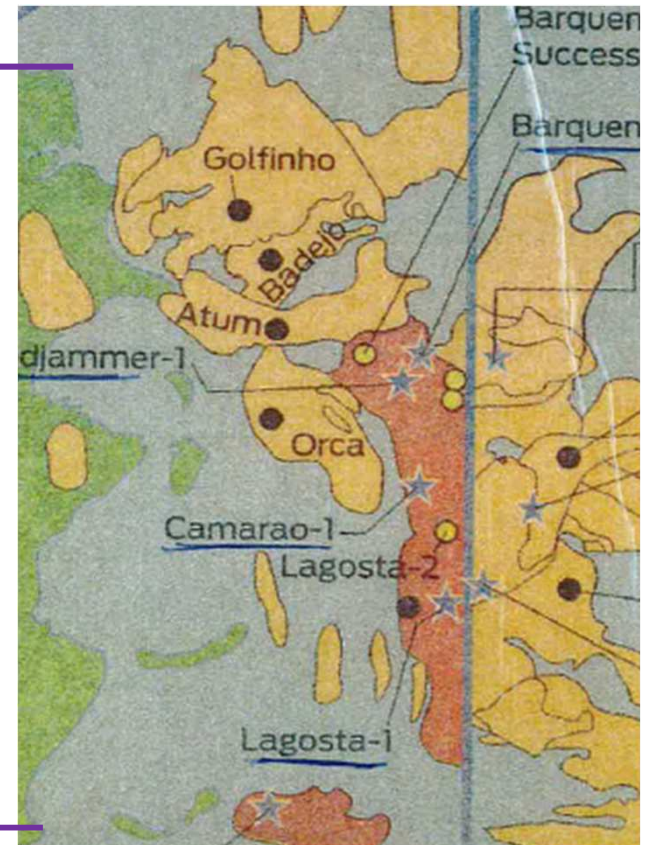 Barquen
Success
Barquen
Golfinho
Badejo
Atum
djammer-1
Orca
Camarao-1
Lagosta-2
Lagosta-1